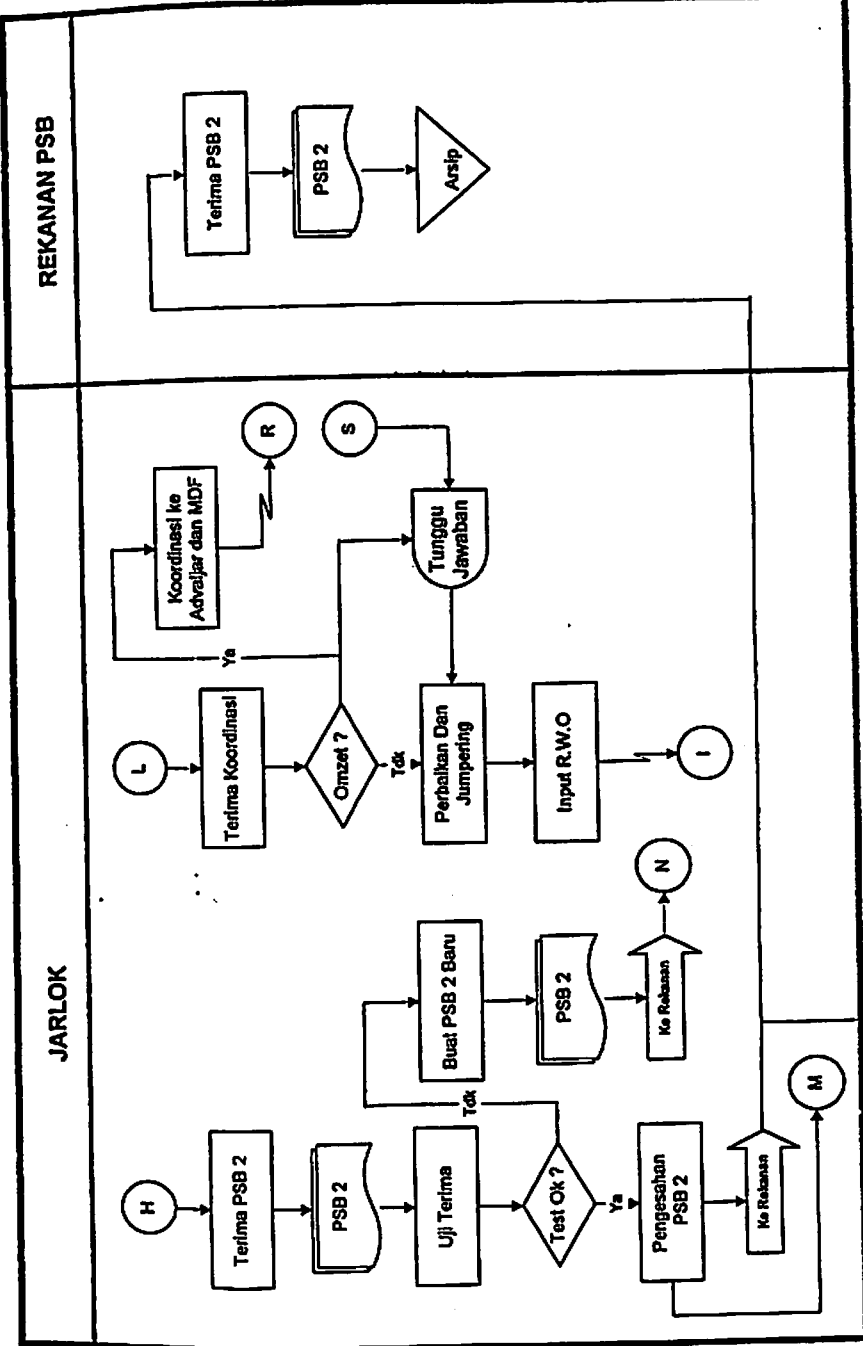 JARLOK
REKANAN PSB
H
Terima PSB 2
PSB 2
Uji Terima
Test Ok ?
Tdk
Ya
Pengesahan
PSB 2
Ke Rekanan
M
Buat PSB 2 Baru
PSB 2
Ke Rekanan
N
L
Terima Koordinasi
Omzet ?
Ya
Tdk
Perbaikan Dan
Jumpering
Input R.W.O
I
Koordinasi ke
Advaljar dan MDF
R
S
Tunggu
Jawaban
Terima PSB 2
PSB 2
Arsip